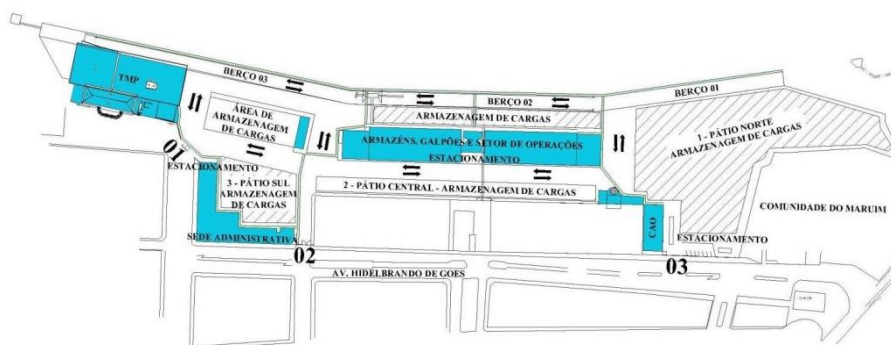 BERÇO 03
TMP
BERÇO 02
BERÇO 01
ÁREA DE
ARMAZENAGEM
DE CARGAS
ARMAZENAGEM DE CARGAS
1 - PÁTIO NORTE
ARMAZENAGEM DE CARGAS
ARMAZÉNS, GALPÕES E SETOR DE OPERAÇÕES
ESTACIONAMENTO
01
ESTACIONAMENTO
3 - PÁTIO SUL
ARMAZENAGEM
DE CARGAS
2 - PÁTIO CENTRAL - ARMAZENAGEM DE CARGAS
COMUNIDADE DO MARUIM
CAO
ESTACIONAMENTO
SEDE ADMINISTRATIVA
02
03
AV. HIDELBRANDO DE GOES